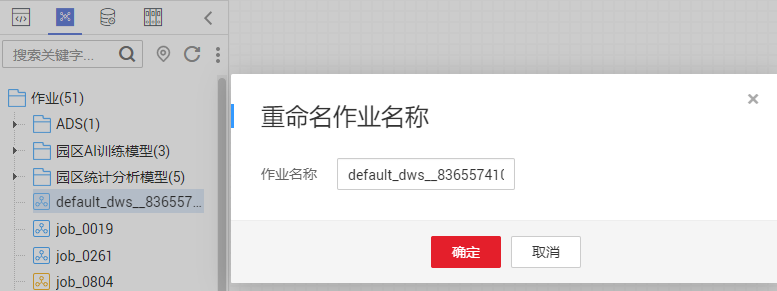 搜索关键字...
作业(51)
ADS(1)
园区AI训练模型(3)
园区统计分析模型(5)
default_dws__836557...
job_0019
job_0261
job_0804
重命名作业名称
作业名称
default_dws__836557410
确定
取消